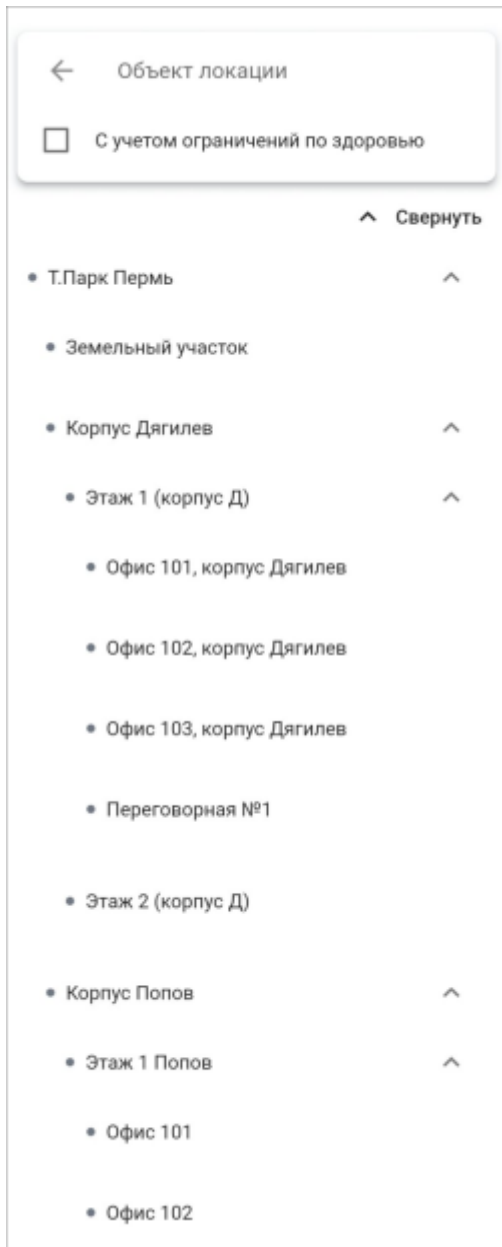 Объект локации
С учетом ограничений по здоровью
Свернуть
Т.Парк Пермь
Земельный участок
Корпус Дягилев
Этаж 1 (корпус Д)
Офис 101, корпус Дягилев
Офис 102, корпус Дягилев
Офис 103, корпус Дягилев
Переговорная №1
Этаж 2 (корпус Д)
Корпус Попов
Этаж 1 Попов
Офис 101
Офис 102